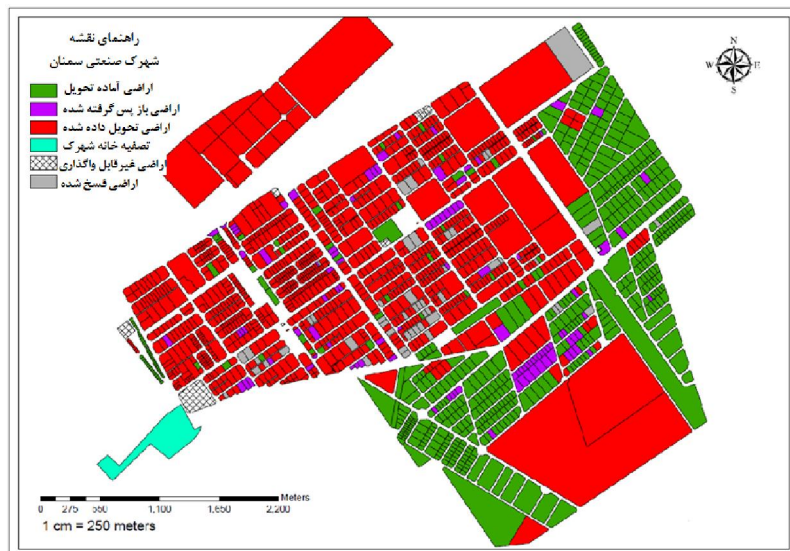 راهنمای نقشه
شهرک صنعتی سمنان
اراضی آماده تحویل
اراضی باز پس گرفته شده
اراضی تحویل داده شده
تصفیه خانه شهرک
اراضی غیرقابل واگذاری
اراضی فسخ شده
N
W E
S
Meters
0 275 550 1,100 1,650 2,200
1 cm = 250 meters